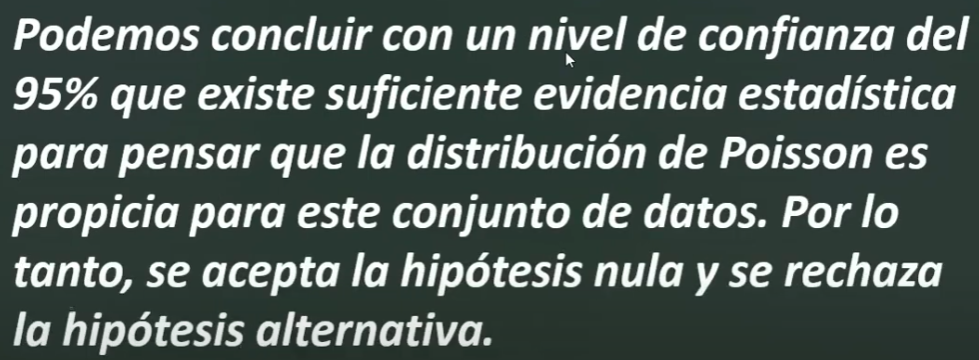 Podemos concluir con un nivel de confianza del
95% que existe suficiente evidencia estadística
para pensar que la distribución de Poisson es
propicia para este conjunto de datos. Por lo
tanto, se acepta la hipótesis nula y se rechaza
la hipótesis alternativa.